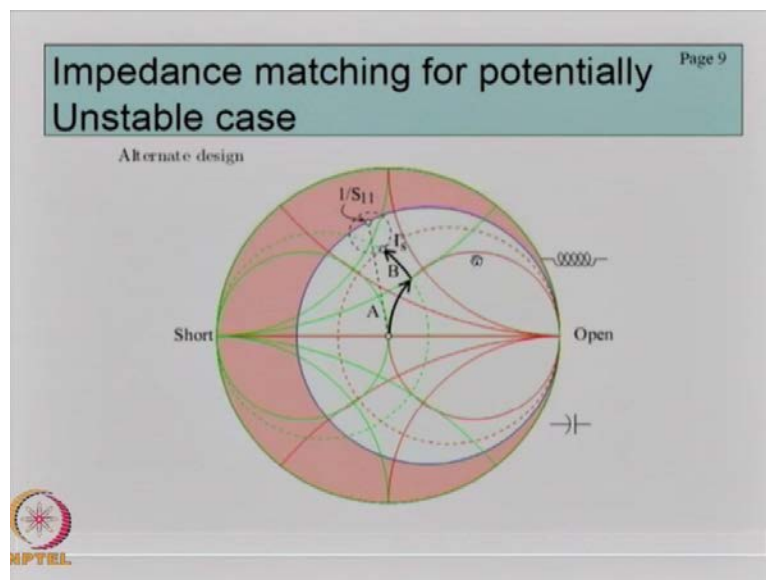 Impedance matching for potentially
Unstable case
Page 9
Alternate design
1/S11
Γs
B
A
Short
Open
NPTEL